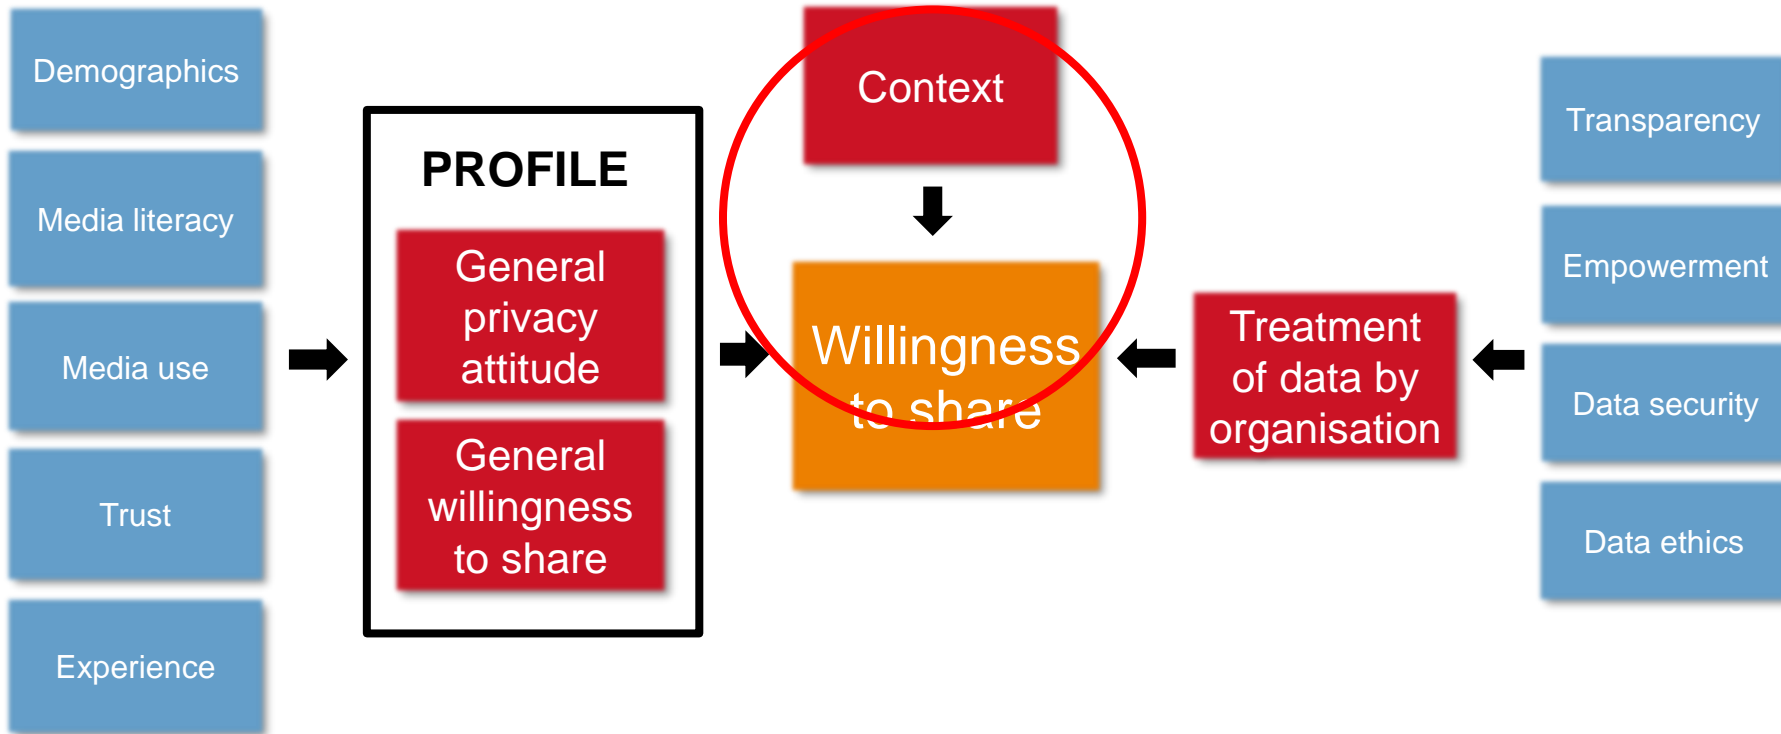 Demographics
Media literacy
Media use
Trust
Experience
PROFILE
General
privacy
attitude
General
willingness
to share
Context
Willingness
to share
Treatment
of data by
organisation
Transparency
Empowerment
Data security
Data ethics